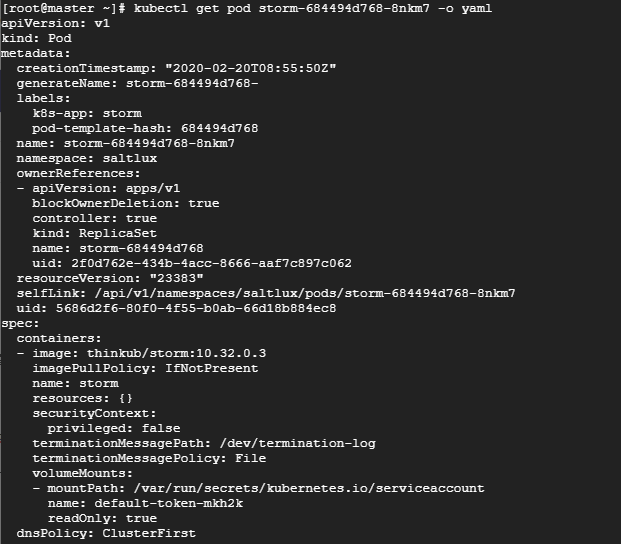 [root@master ~]# kubectl get pod storm-684494d768-8nkm7 -o yaml
apiVersion: v1
kind: Pod
metadata:
  creationTimestamp: "2020-02-20T08:55:50Z"
  generateName: storm-684494d768-
  labels:
    k8s-app: storm
    pod-template-hash: 684494d768
  name: storm-684494d768-8nkm7
  namespace: saltlux
  ownerReferences:
  - apiVersion: apps/v1
    blockOwnerDeletion: true
    controller: true
    kind: ReplicaSet
    name: storm-684494d768
    uid: 2f0d762e-434b-4acc-8666-aaf7c897c062
  resourceVersion: "23383"
  selfLink: /api/v1/namespaces/saltlux/pods/storm-684494d768-8nkm7
  uid: 5686d2f6-80f0-4f55-b0ab-66d18b884ec8
spec:
  containers:
  - image: thinkub/storm:10.32.0.3
    imagePullPolicy: IfNotPresent
    name: storm
    resources: {}
    securityContext:
      privileged: false
    terminationMessagePath: /dev/termination-log
    terminationMessagePolicy: File
    volumeMounts:
    - mountPath: /var/run/secrets/kubernetes.io/serviceaccount
      name: default-token-mkh2k
      readOnly: true
  dnsPolicy: ClusterFirst